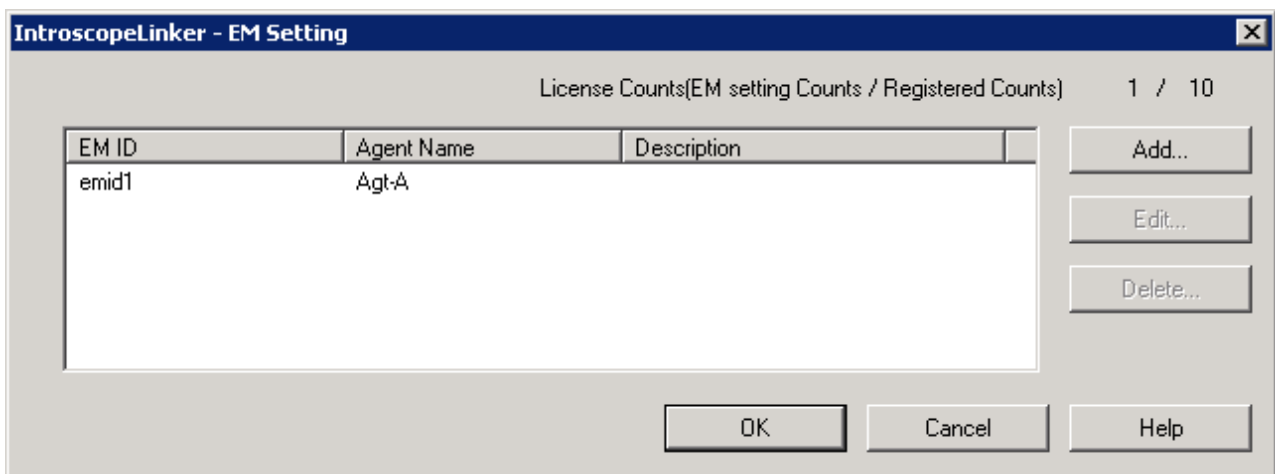 IntroscopeLinker - EM Setting
License Counts(EM setting Counts / Registered Counts) 1 / 10
EM ID Agent Name Description
Add...
emid1 Agt-A
Edit...
Delete...
OK Cancel Help